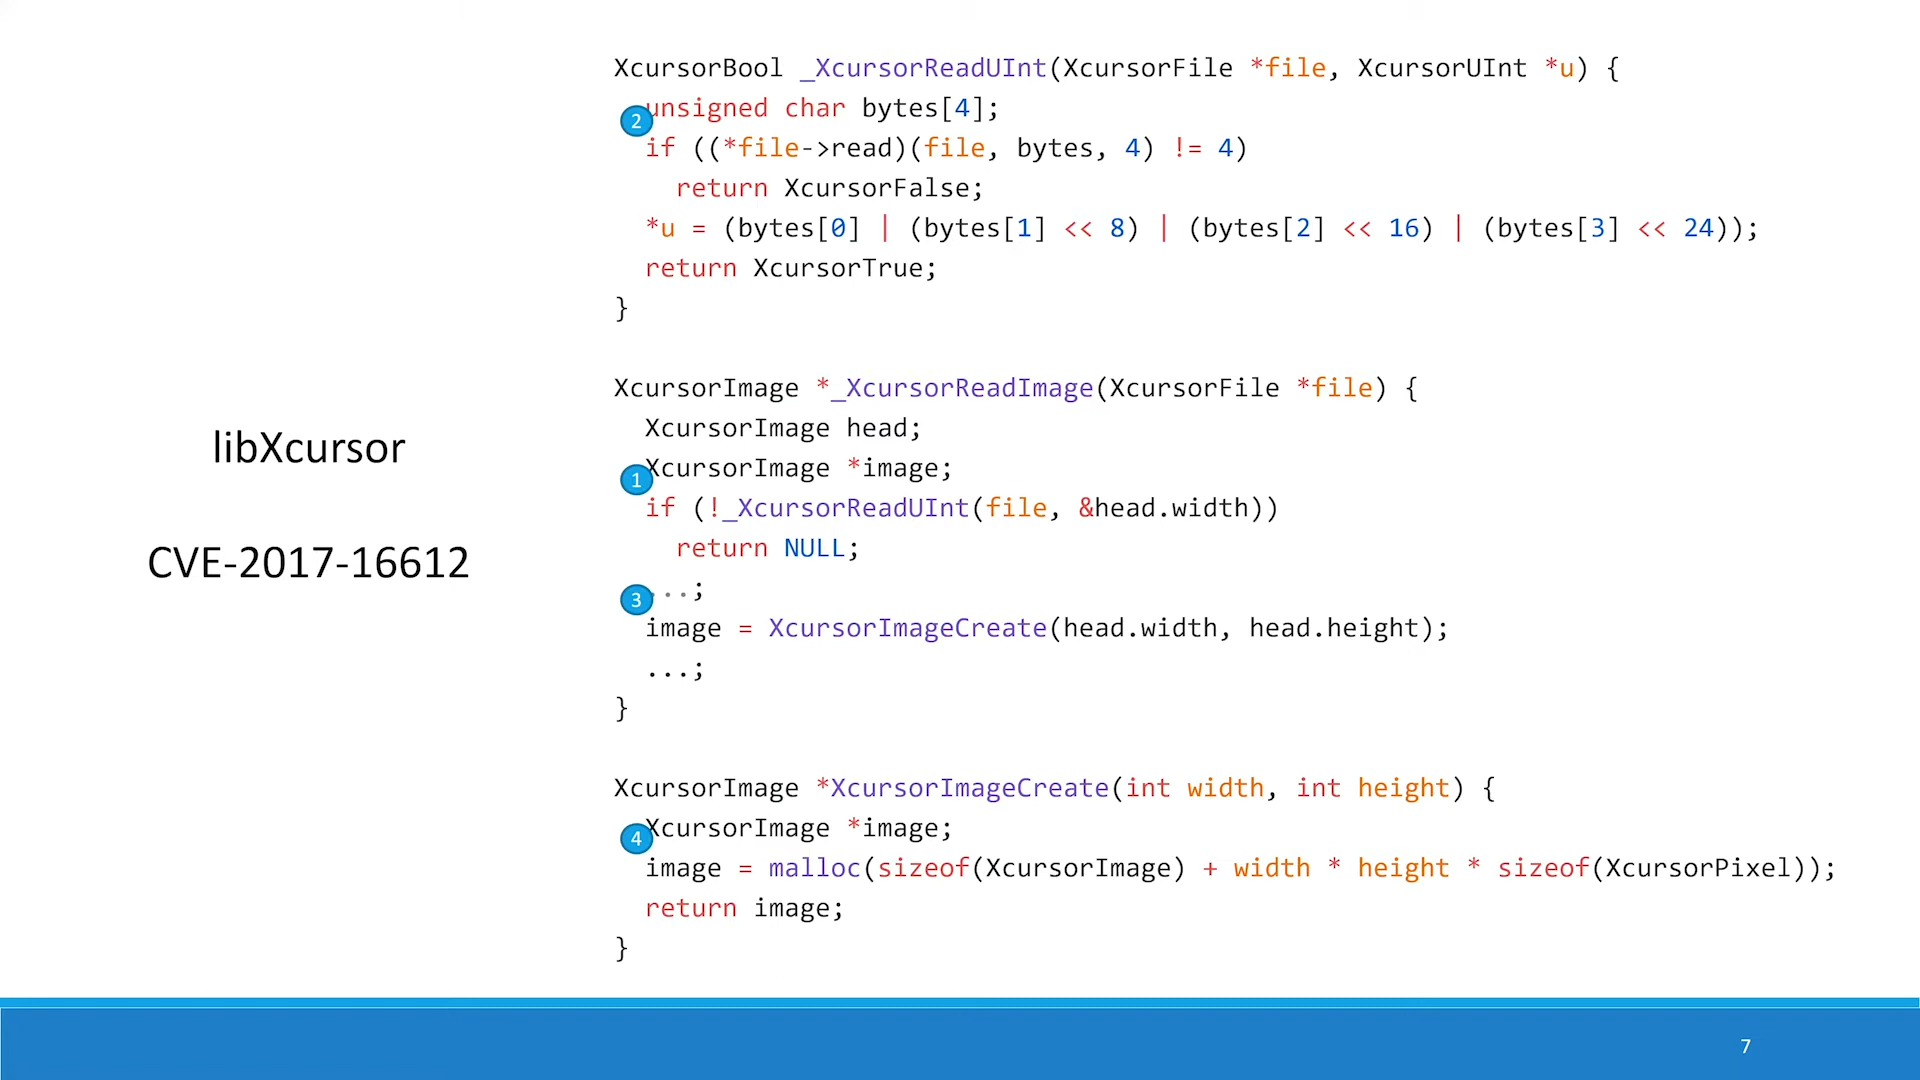 libXcursor
CVE-2017-16612
XcursorBool _XcursorReadUInt(XcursorFile *file, XcursorUInt *u) {
2 unsigned char bytes[4];
if ((*file->read)(file, bytes, 4) != 4)
return XcursorFalse;
*u = (bytes[0] | (bytes[1] << 8) | (bytes[2] << 16) | (bytes[3] << 24));
return XcursorTrue;
}
XcursorImage *_XcursorReadImage(XcursorFile *file) {
XcursorImage head;
1 XcursorImage *image;
if (!_XcursorReadUInt(file, &head.width))
return NULL;
3 ...;
image = XcursorImageCreate(head.width, head.height);
...;
}
XcursorImage *XcursorImageCreate(int width, int height) {
4 XcursorImage *image;
image = malloc(sizeof(XcursorImage) + width * height * sizeof(XcursorPixel));
return image;
}
7